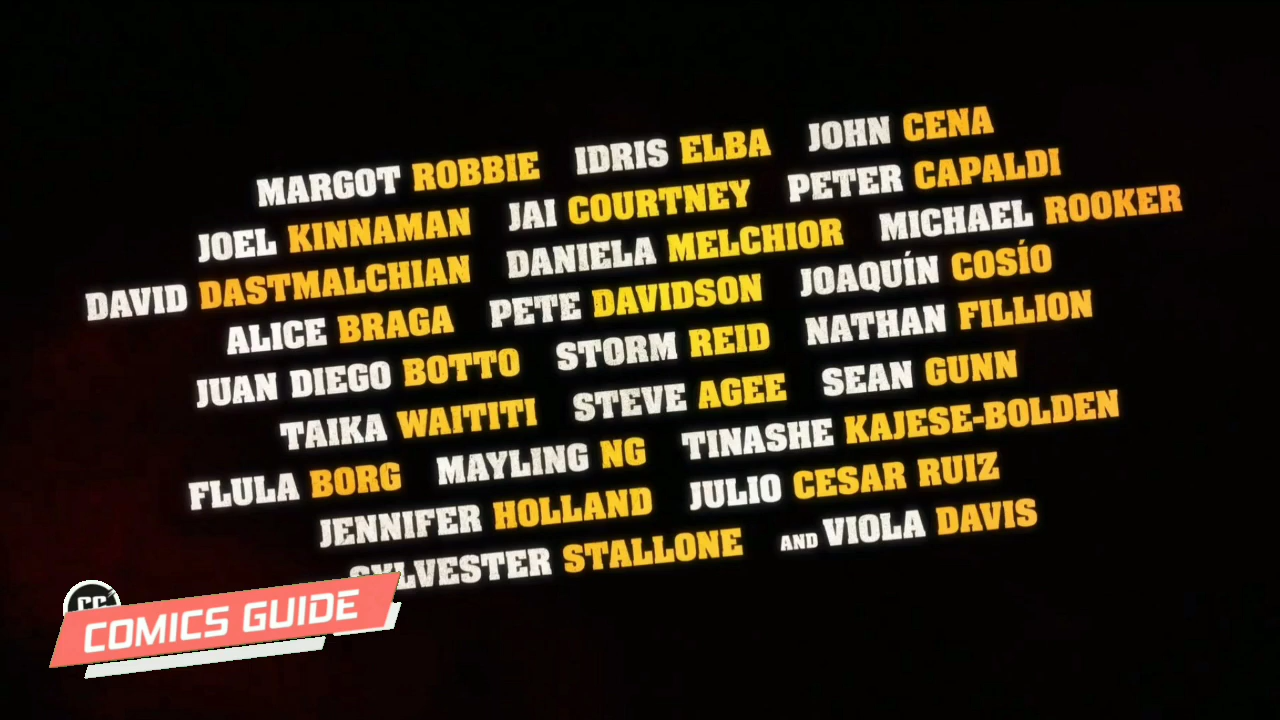 MARGOT ROBBIE IDRIS ELBA JOHN CENA
JOEL KINNAMAN JAI COURTNEY PETER CAPALDI
DAVID DASTMALCHIAN DANIELA MELCHIOR MICHAEL ROOKER
ALICE BRAGA PETE DAVIDSON JOAQUÍN COSÍO
JUAN DIEGO BOTTO STORM REID NATHAN FILLION
TAIKA WAITITI STEVE AGEE SEAN GUNN
FLULA BORG MAYLING NG TINASHE KAJESE-BOLDEN
JENNIFER HOLLAND JULIO CESAR RUIZ
SYLVESTER STALLONE AND VIOLA DAVIS
CG
COMICS GUIDE